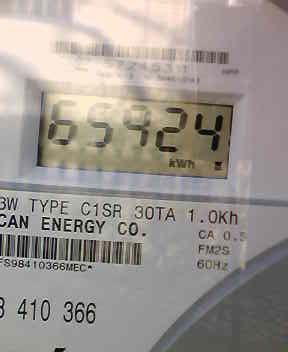 65924
kWh
3W TYPE C1SR 30TA 1.0Kh
CAN ENERGY CO.
CA 0.5
FM2S
60Hz
FS98410366MEC*
410 366